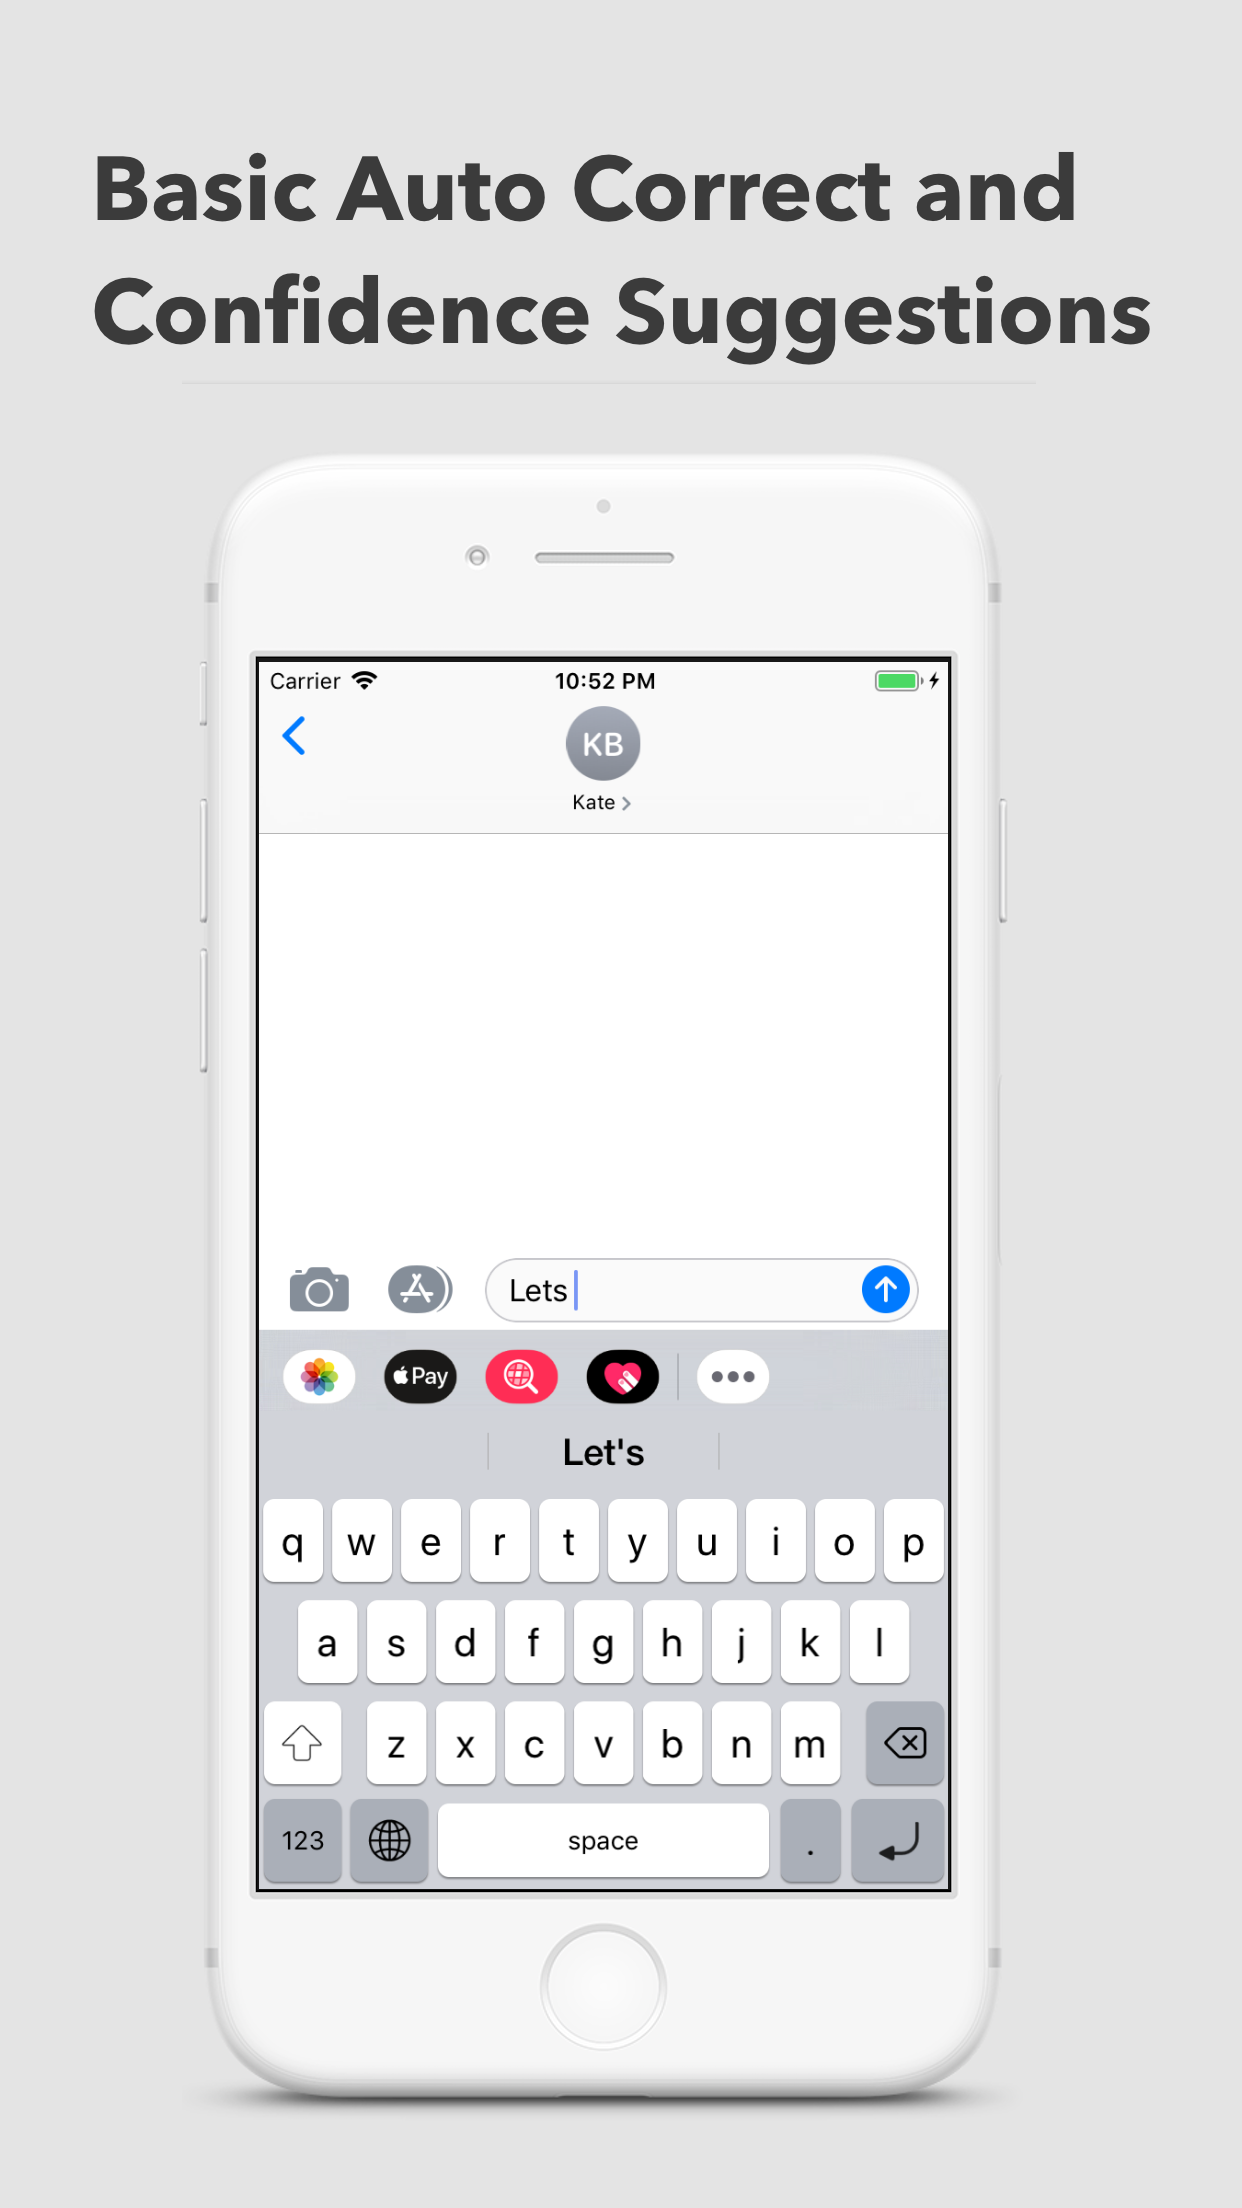 Basic Auto Correct and
Confidence Suggestions
Carrier 10:52 PM
KB
Kate
Lets
Pay
Let's
q w e r t y u i o p
a s d f g h j k l
z x c v b n m
123 space .